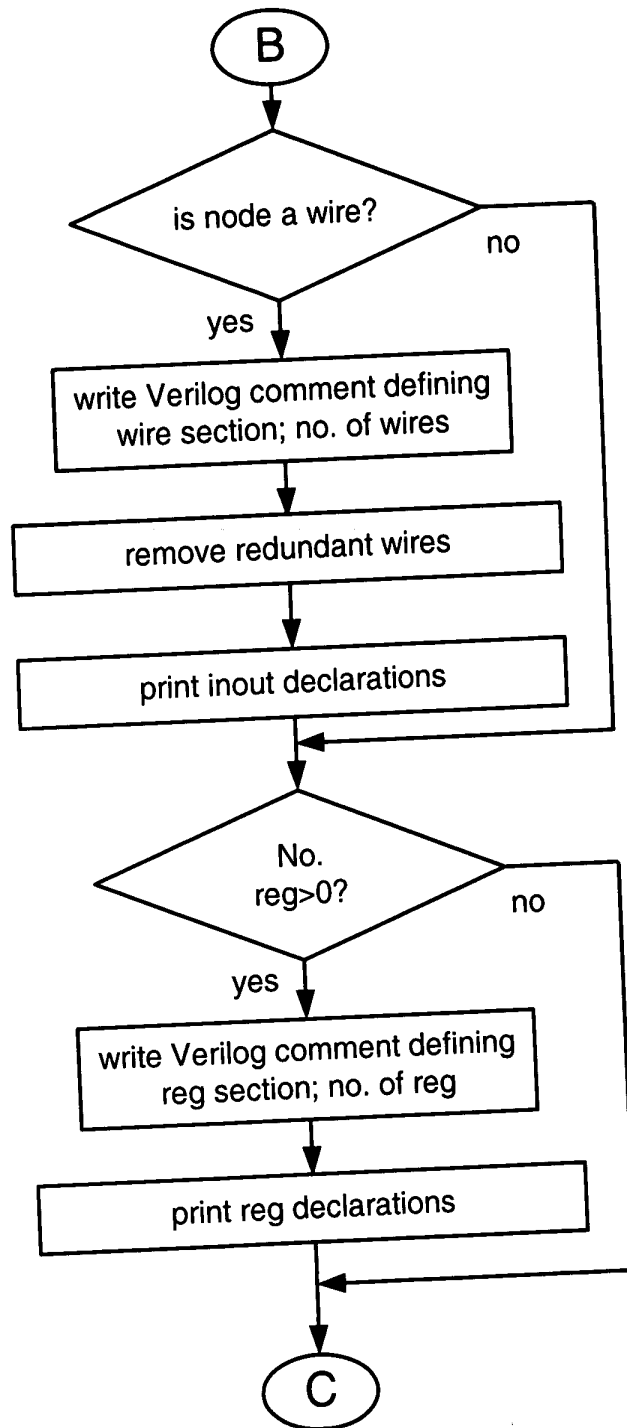 B
is node a wire?
no
yes
write Verilog comment defining
wire section; no. of wires
remove redundant wires
print inout declarations
No.
reg>0?
no
yes
write Verilog comment defining
reg section; no. of reg
print reg declarations
C